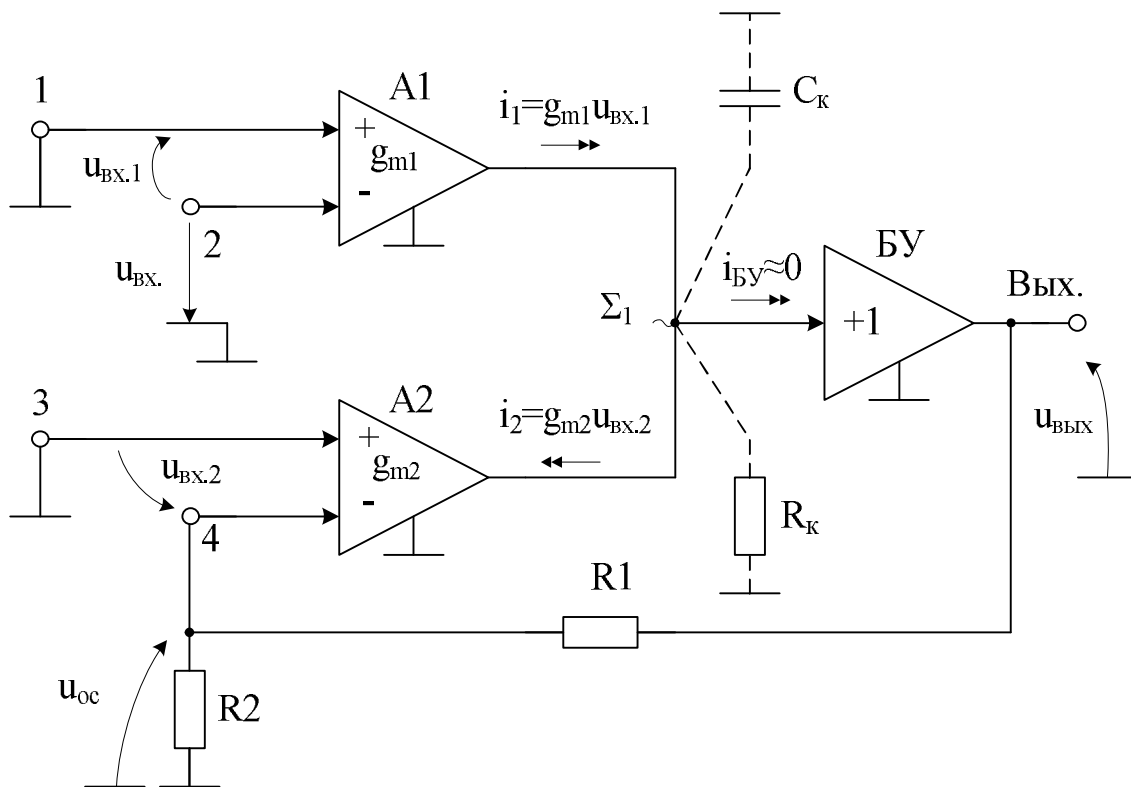 1
A1
i₁=gₘ₁uвх.1
Cк
+
gm1
-
uвх.1
2
uвх.
Σ₁
iБУ≈0
БУ
+1
Вых.
3
A2
i₂=gₘ₂uвх.2
uвых
+
gm2
-
uвх.2
4
Rк
R1
uос
R2